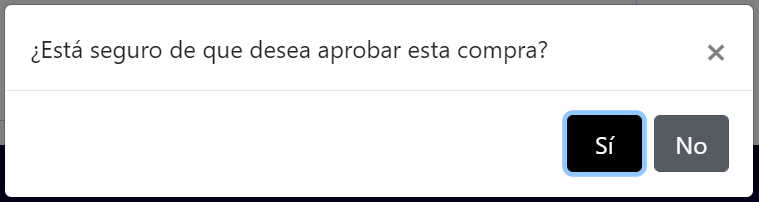 ¿Está seguro de que desea aprobar esta compra?
×
Sí
No